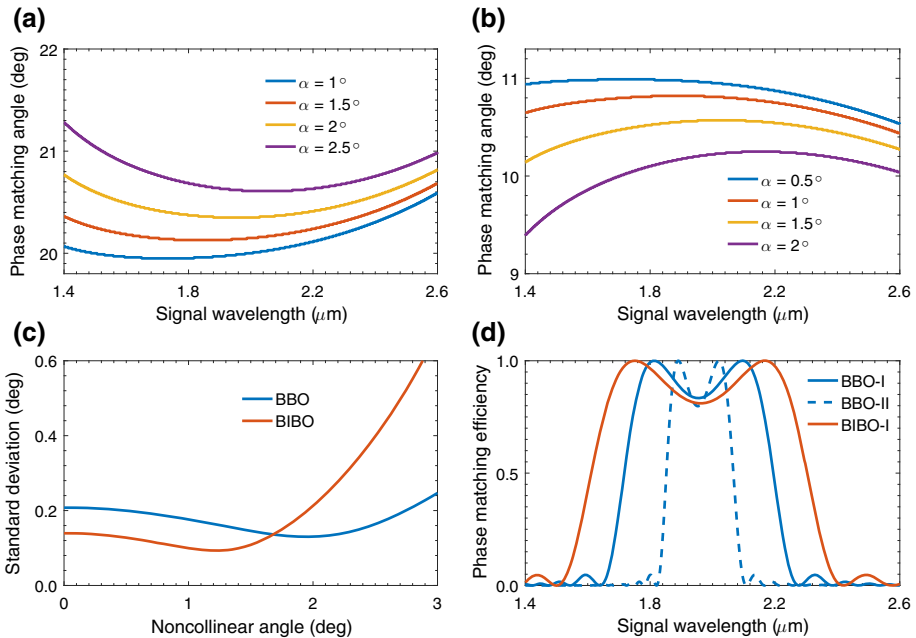 (a)
Phase matching angle (deg)
22
21
20
α = 1°
α = 1.5°
α = 2°
α = 2.5°
1.4
1.8
2.2
2.6
Signal wavelength (μm)
(b)
Phase matching angle (deg)
11
10
9
α = 0.5°
α = 1°
α = 1.5°
α = 2°
1.4
1.8
2.2
2.6
Signal wavelength (μm)
(c)
Standard deviation (deg)
0.6
0.4
0.2
0.0
BBO
BIBO
0
1
2
3
Noncollinear angle (deg)
(d)
Phase matching efficiency
1.0
0.5
0.0
BBO-I
BBO-II
BIBO-I
1.4
1.8
2.2
2.6
Signal wavelength (μm)